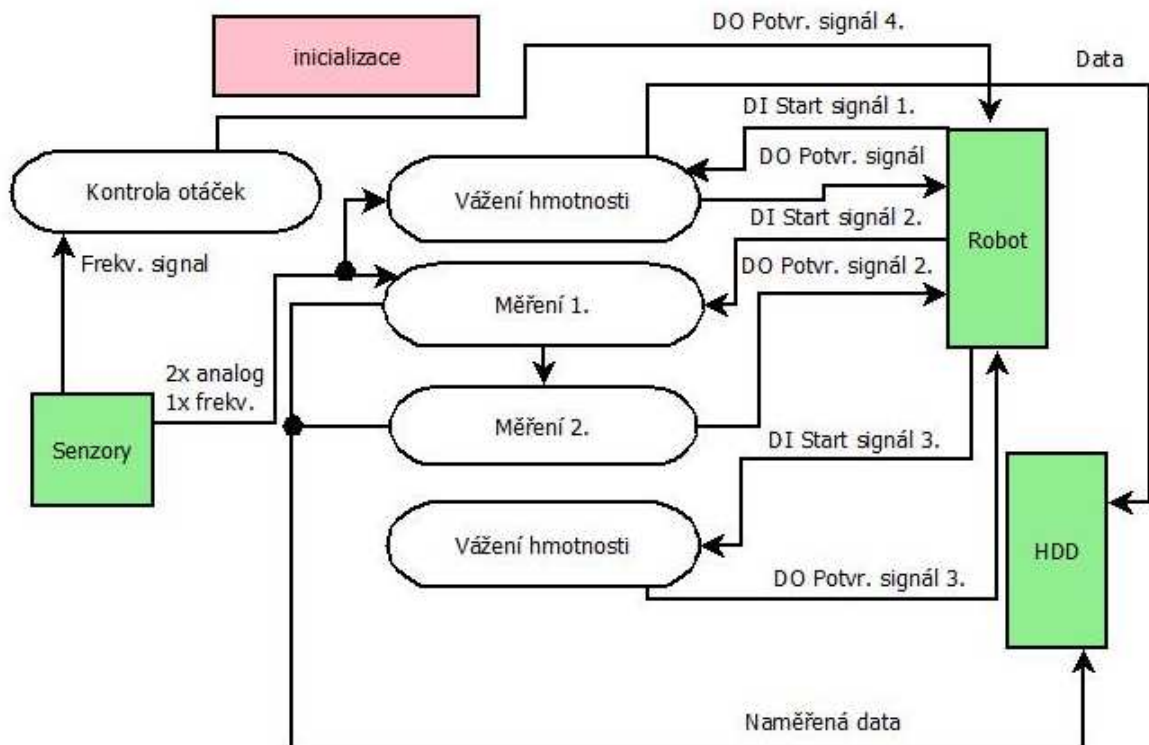 DO Potvr. signál 4.
inicializace
Data
DI Start signál 1.
DO Potvr. signál
Kontrola otáček
Vážení hmotnosti
DI Start signál 2.
Robot
Frekv. signal
DO Potvr. signál 2.
Měření 1.
2x analog
1x frekv.
Měření 2.
DI Start signál 3.
Senzory
Vážení hmotnosti
HDD
DO Potvr. signál 3.
Naměřená data